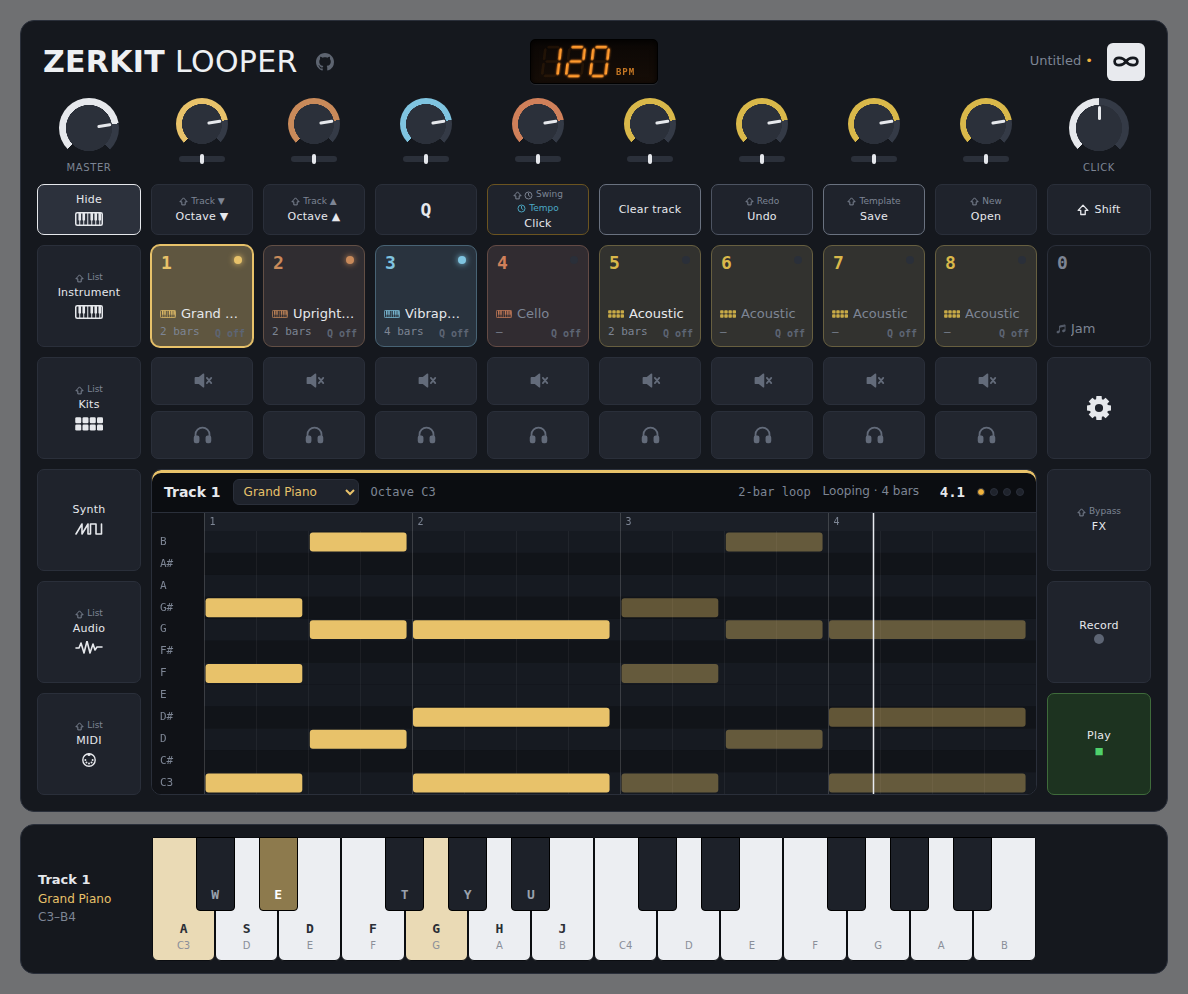 ZERKIT LOOPER
120 BPM
Untitled •
MASTER
CLICK
Hide
Track ▼
Octave ▼
Track ▲
Octave ▲
Q
Swing
Tempo
Click
Clear track
Redo
Undo
Template
Save
New
Open
Shift
List
Instrument
1
Grand ...
2 bars Q off
2
Upright...
2 bars Q off
3
Vibrap...
4 bars Q off
4
Cello
– Q off
5
Acoustic
2 bars Q off
6
Acoustic
– Q off
7
Acoustic
– Q off
8
Acoustic
– Q off
0
Jam
List
Kits
Synth
List
Audio
List
MIDI
Track 1 Grand Piano Octave C3 2-bar loop Looping · 4 bars 4.1
1 2 3 4
B
A#
A
G#
G
F#
F
E
D#
D
C#
C3
Bypass
FX
Record
Play
Track 1
Grand Piano
C3–B4
W E T Y U
A S D F G H J
C3 D E F G A B C4 D E F G A B